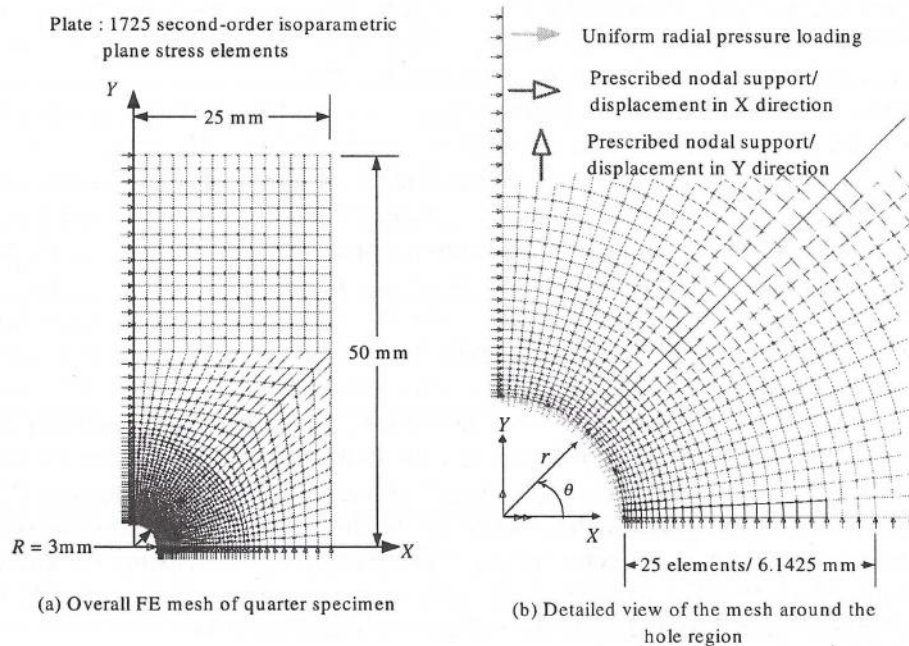 Plate : 1725 second-order isoparametric
plane stress elements
Y
25 mm
50 mm
R = 3mm
X
(a) Overall FE mesh of quarter specimen
Uniform radial pressure loading
Prescribed nodal support/
displacement in X direction
Prescribed nodal support/
displacement in Y direction
Y
r
θ
X
25 elements/ 6.1425 mm
(b) Detailed view of the mesh around the
hole region